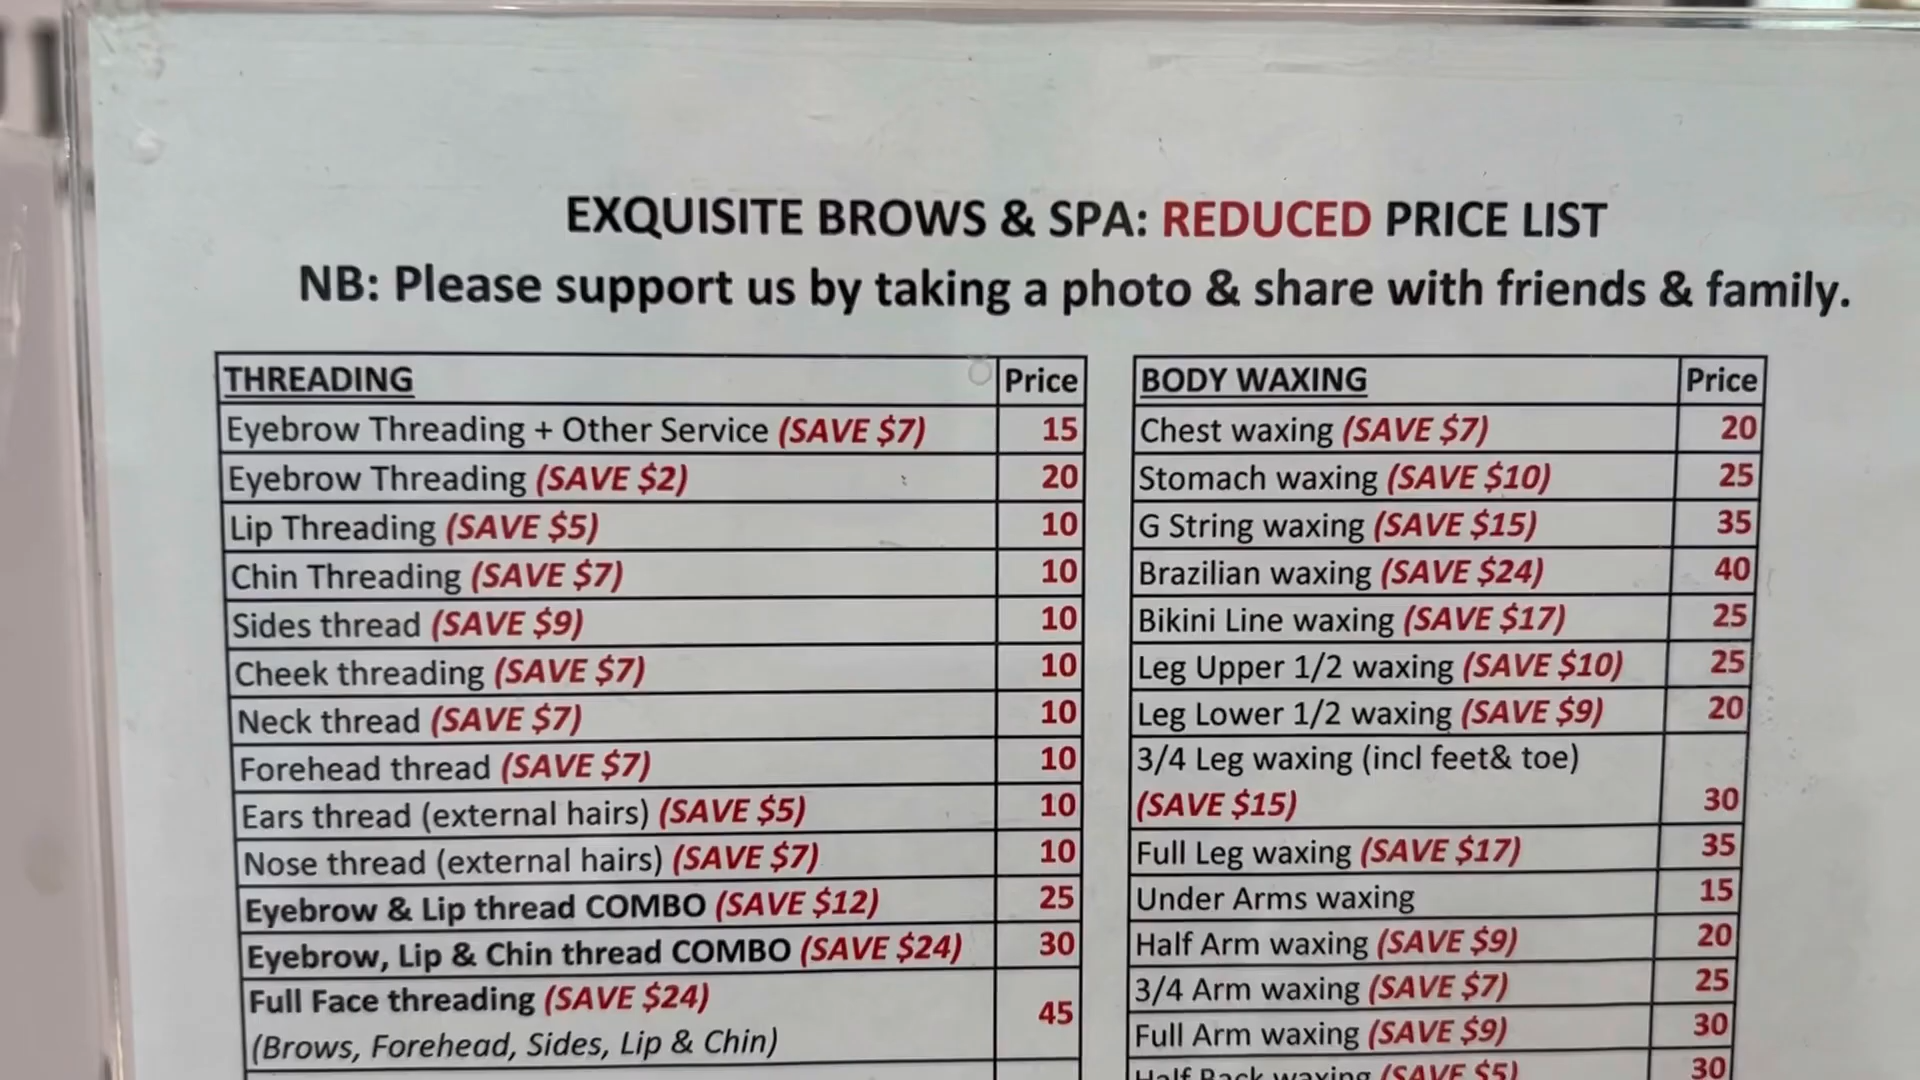 EXQUISITE BROWS & SPA: REDUCED PRICE LIST
NB: Please support us by taking a photo & share with friends & family.
THREADING Price
Eyebrow Threading + Other Service (SAVE $7) 15
Eyebrow Threading (SAVE $2) 20
Lip Threading (SAVE $5) 10
Chin Threading (SAVE $7) 10
Sides thread (SAVE $9) 10
Cheek threading (SAVE $7) 10
Neck thread (SAVE $7) 10
Forehead thread (SAVE $7) 10
Ears thread (external hairs) (SAVE $5) 10
Nose thread (external hairs) (SAVE $7) 10
Eyebrow & Lip thread COMBO (SAVE $12) 25
Eyebrow, Lip & Chin thread COMBO (SAVE $24) 30
Full Face threading (SAVE $24) 45
(Brows, Forehead, Sides, Lip & Chin)
BODY WAXING Price
Chest waxing (SAVE $7) 20
Stomach waxing (SAVE $10) 25
G String waxing (SAVE $15) 35
Brazilian waxing (SAVE $24) 40
Bikini Line waxing (SAVE $17) 25
Leg Upper 1/2 waxing (SAVE $10) 25
Leg Lower 1/2 waxing (SAVE $9) 20
3/4 Leg waxing (incl feet& toe)
(SAVE $15) 30
Full Leg waxing (SAVE $17) 35
Under Arms waxing 15
Half Arm waxing (SAVE $9) 20
3/4 Arm waxing (SAVE $7) 25
Full Arm waxing (SAVE $9) 30
Half Back waxing (SAVE $5) 30